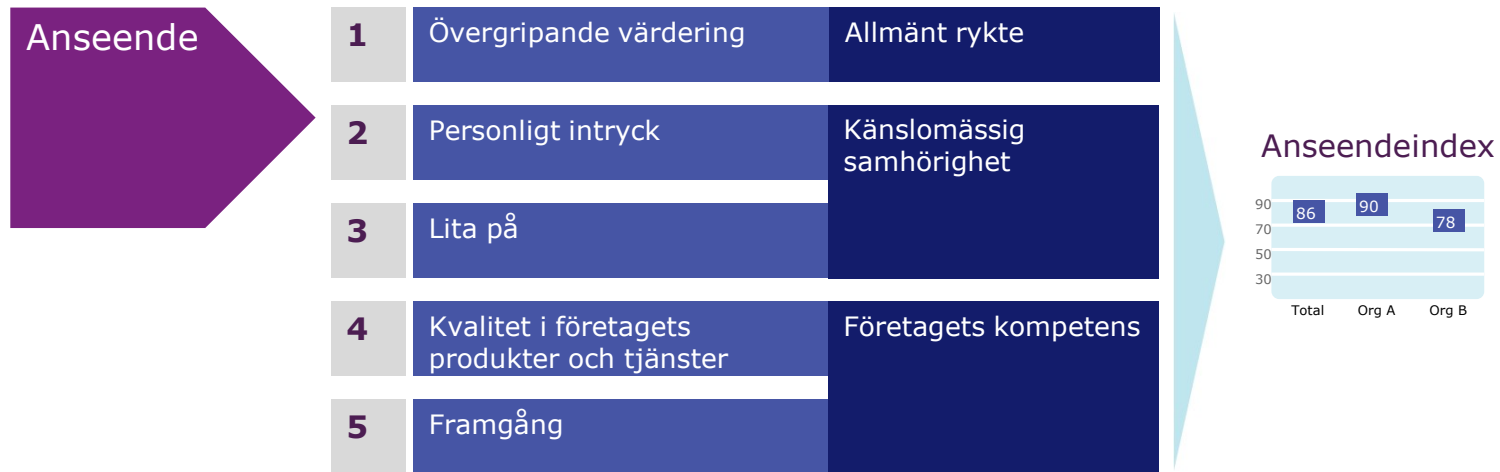 Anseende
1
Övergripande värdering
Allmänt rykte
2
Personligt intryck
Känslomässig
samhörighet
3
Lita på
4
Kvalitet i företagets
produkter och tjänster
Företagets kompetens
5
Framgång
Anseendeindex
90
70
50
30
86
90
78
Total
Org A
Org B